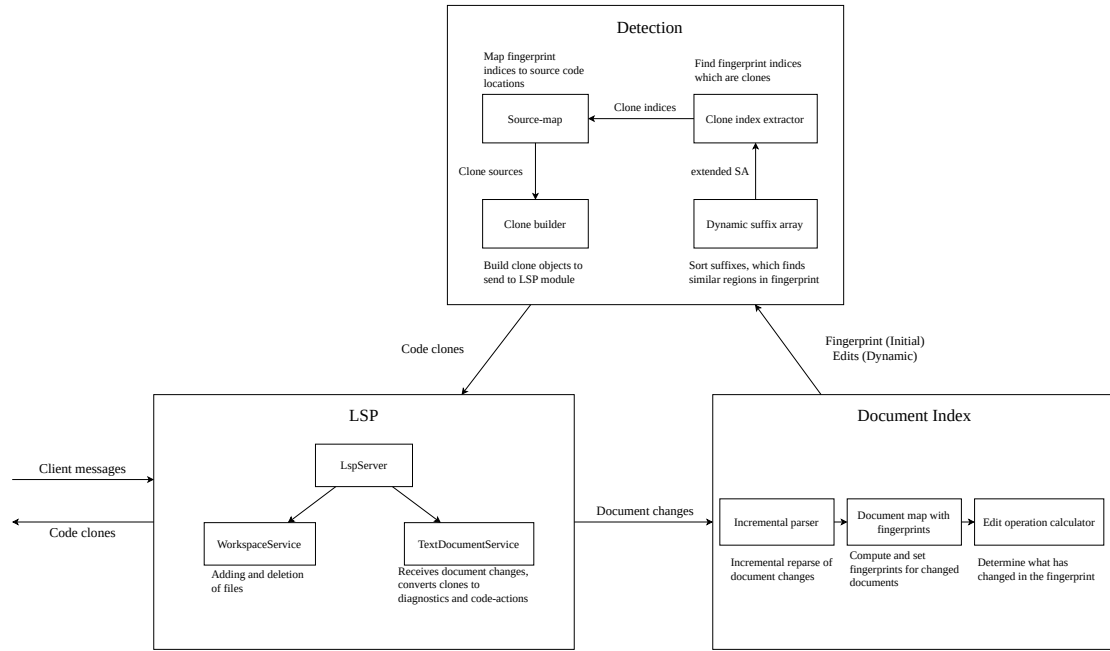 Detection
Map fingerprint
indices to source code
locations
Find fingerprint indices
which are clones
Source-map
Clone indices
Clone index extractor
Clone sources
extended SA
Clone builder
Dynamic suffix array
Build clone objects to
send to LSP module
Sort suffixes, which finds
similar regions in fingerprint
Code clones
Fingerprint (Initial)
Edits (Dynamic)
LSP
LspServer
Client messages
Code clones
WorkspaceService
TextDocumentService
Adding and deletion
of files
Receives document changes,
converts clones to
diagnostics and code-actions
Document changes
Document Index
Incremental parser
Document map with
fingerprints
Edit operation calculator
Incremental reparse of
document changes
Compute and set
fingerprints for changed
documents
Determine what has
changed in the fingerprint